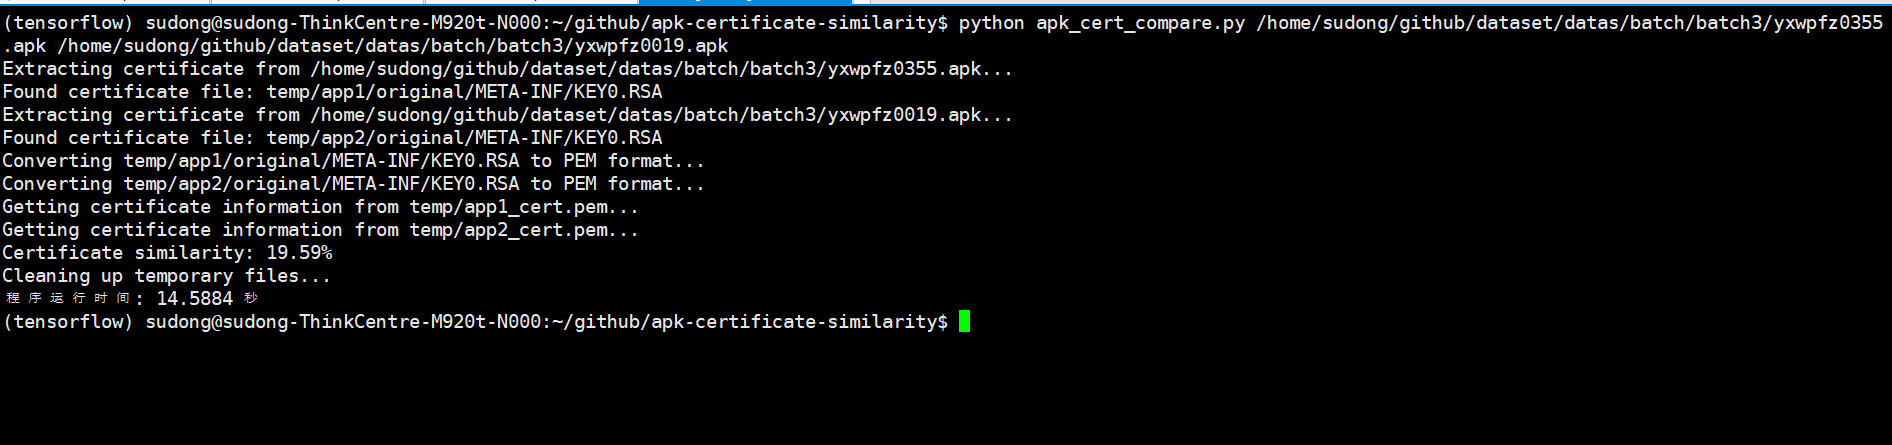 (tensorflow) sudong@sudong-ThinkCentre-M920t-N000:~/github/apk-certificate-similarity$ python apk_cert_compare.py /home/sudong/github/dataset/datas/batch/batch3/yxwpfz0355
.apk /home/sudong/github/dataset/datas/batch/batch3/yxwpfz0019.apk
Extracting certificate from /home/sudong/github/dataset/datas/batch/batch3/yxwpfz0355.apk...
Found certificate file: temp/app1/original/META-INF/KEY0.RSA
Extracting certificate from /home/sudong/github/dataset/datas/batch/batch3/yxwpfz0019.apk...
Found certificate file: temp/app2/original/META-INF/KEY0.RSA
Converting temp/app1/original/META-INF/KEY0.RSA to PEM format...
Converting temp/app2/original/META-INF/KEY0.RSA to PEM format...
Getting certificate information from temp/app1_cert.pem...
Getting certificate information from temp/app2_cert.pem...
Certificate similarity: 19.59%
Cleaning up temporary files...
程序运行时间: 14.5884 秒
(tensorflow) sudong@sudong-ThinkCentre-M920t-N000:~/github/apk-certificate-similarity$